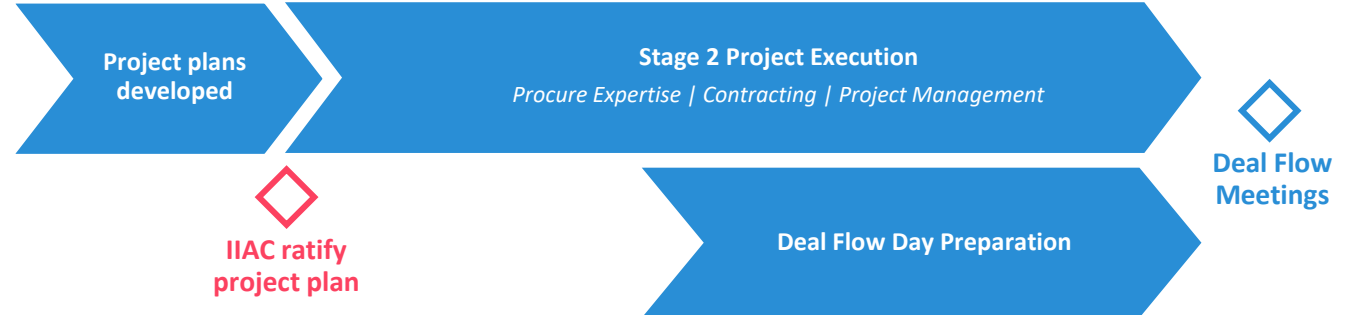 Project plans
developed
Stage 2 Project Execution
Procure Expertise | Contracting | Project Management
IIAC ratify
project plan
Deal Flow Day Preparation
Deal Flow
Meetings